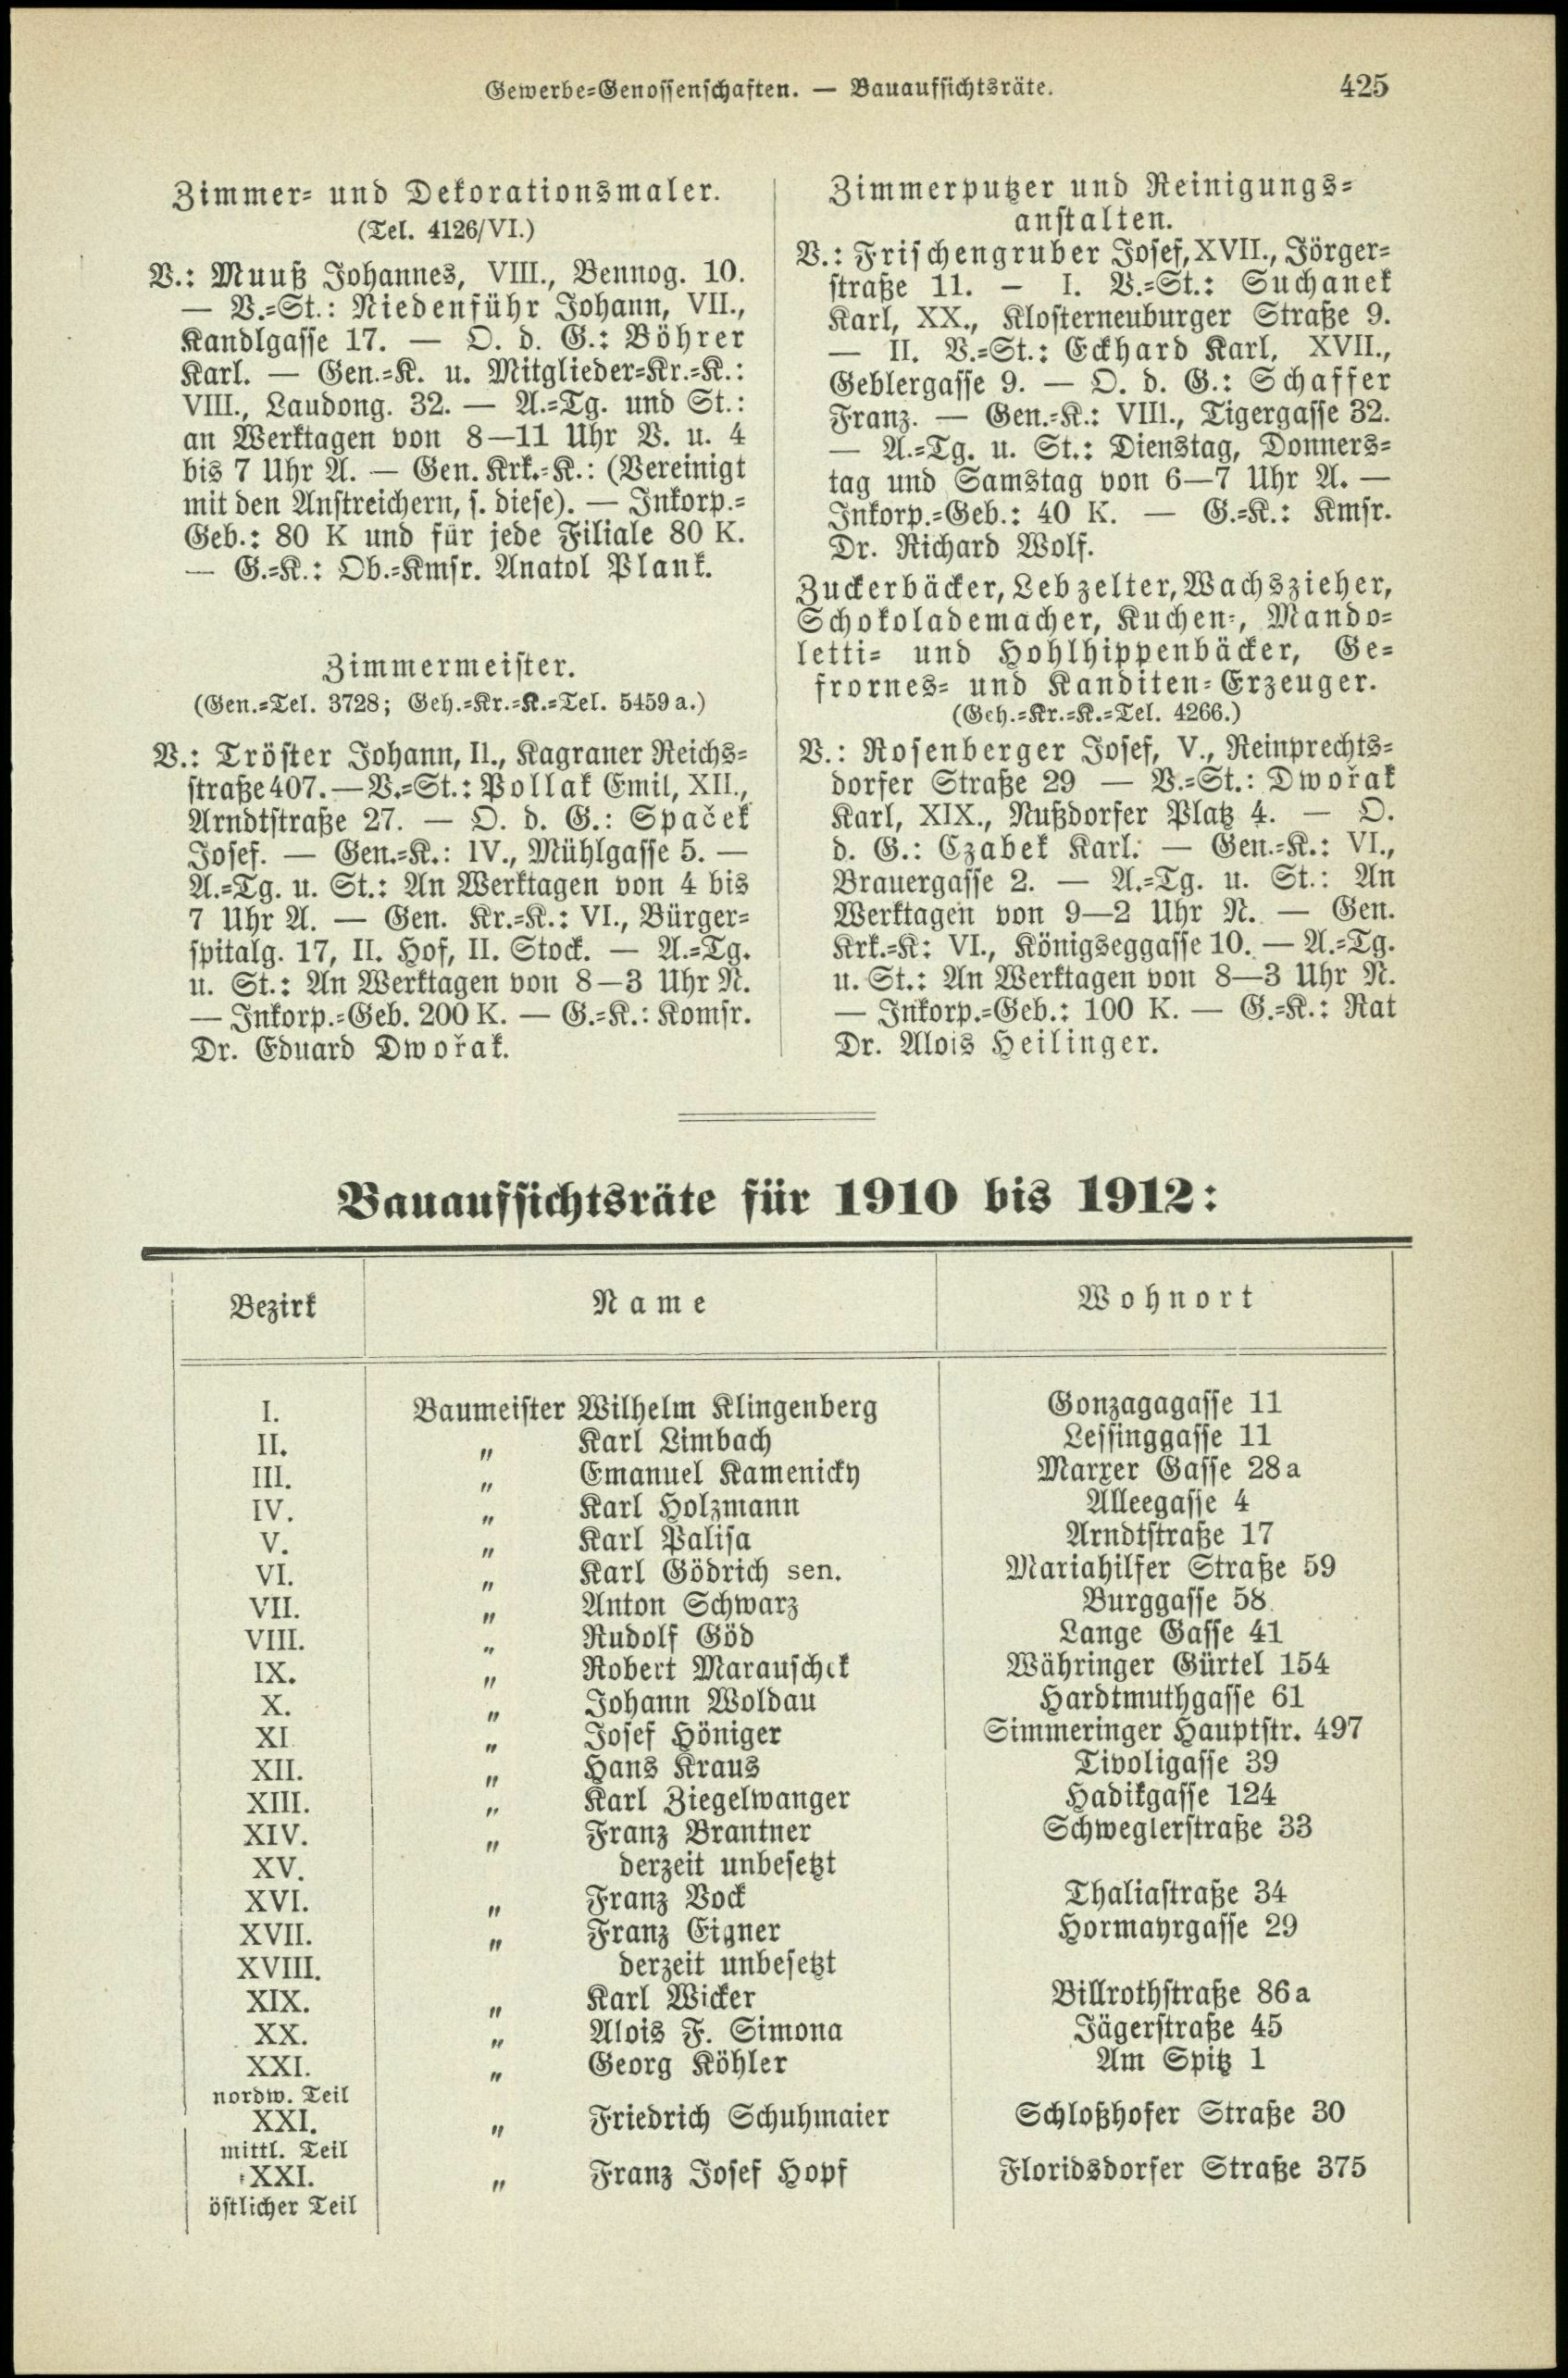 Gewerbe-Genossenschaften. — Bauaufsichtsräte. 425
Zimmer- und Dekorationsmaler.
(Tel. 4126/VI.)
V.: Muuß Johannes, VIII., Bennog. 10.
— V.-St.: Niedenführ Johann, VII.,
Kandlgasse 17. — O. d. G.: Böhrer
Karl. — Gen.-K. u. Mitglieder-Kr.-K.:
VIII., Laudong. 32. — A.-Tg. und St.:
an Werktagen von 8—11 Uhr V. u. 4
bis 7 Uhr A. — Gen. Krk.-K.: (Vereinigt
mit den Anstreichern, s. diese). — Inkorp.-
Geb.: 80 K und für jede Filiale 80 K.
— G.-K.: Ob.-Kmsr. Anatol Plank.
Zimmermeister.
(Gen.-Tel. 3728; Geh.-Kr.-K.-Tel. 5459 a.)
V.: Tröster Johann, II., Kagraner Reichs-
straße 407. — V.-St.: Pollak Emil, XII.,
Arndtstraße 27. — O. d. G.: Spaček
Josef. — Gen.-K.: IV., Mühlgasse 5. —
A.-Tg. u. St.: An Werktagen von 4 bis
7 Uhr A. — Gen. Kr.-K.: VI., Bürger-
spitalg. 17, II. Hof, II. Stock. — A.-Tg.
u. St.: An Werktagen von 8—3 Uhr N.
— Inkorp.-Geb. 200 K. — G.-K.: Komsr.
Dr. Eduard Dwořak.
Zimmerputzer und Reinigungs-
anstalten.
V.: Frischengruber Josef, XVII., Jörger-
straße 11. — I. V.-St.: Suchanek
Karl, XX., Klosterneuburger Straße 9.
— II. V.-St.: Eckhard Karl, XVII.,
Geblergasse 9. — O. d. G.: Schaffer
Franz. — Gen.-K.: VIII., Tigergasse 32.
— A.-Tg. u. St.: Dienstag, Donners-
tag und Samstag von 6—7 Uhr A. —
Inkorp.-Geb.: 40 K. — G.-K.: Kmsr.
Dr. Richard Wolf.
Zuckerbäcker, Lebzelter, Wachszieher,
Schokolademacher, Kuchen-, Mando-
letti- und Hohlhippenbäcker, Ge-
frornes- und Kanditen-Erzeuger.
(Geh.-Kr.-K.-Tel. 4266.)
V.: Rosenberger Josef, V., Reinprechts-
dorfer Straße 29 — V.-St.: Dwořak
Karl, XIX., Nußdorfer Platz 4. — O.
d. G.: Czabek Karl. — Gen.-K.: VI.,
Brauergasse 2. — A.-Tg. u. St.: An
Werktagen von 9—2 Uhr N. — Gen.
Krk.-K: VI., Königseggasse 10. — A.-Tg.
u. St.: An Werktagen von 8—3 Uhr N.
— Inkorp.-Geb.: 100 K. — G.-K.: Rat
Dr. Alois Heilinger.
Bauaufsichtsräte für 1910 bis 1912:
Bezirk Name Wohnort
I. Baumeister Wilhelm Klingenberg Gonzagagasse 11
II. „ Karl Limbach Lessinggasse 11
III. „ Emanuel Kamenicky Marxer Gasse 28 a
IV. „ Karl Holzmann Alleegasse 4
V. „ Karl Palisa Arndtstraße 17
VI. „ Karl Gödrich sen. Mariahilfer Straße 59
VII. „ Anton Schwarz Burggasse 58
VIII. „ Rudolf Göd Lange Gasse 41
IX. „ Robert Marauschek Währinger Gürtel 154
X. „ Johann Woldau Hardtmuthgasse 61
XI „ Josef Höniger Simmeringer Hauptstr. 497
XII. „ Hans Kraus Tivoligasse 39
XIII. „ Karl Ziegelwanger Hadikgasse 124
XIV. „ Franz Brantner Schweglerstraße 33
XV. derzeit unbesetzt
XVI. „ Franz Bock Thaliastraße 34
XVII. „ Franz Eigner Hormayrgasse 29
XVIII. derzeit unbesetzt
XIX. „ Karl Wicker Billrothstraße 86 a
XX. „ Alois F. Simona Jägerstraße 45
XXI. „ Georg Köhler Am Spitz 1
nordw. Teil
XXI. „ Friedrich Schuhmaier Schloßhofer Straße 30
mittl. Teil
XXI. „ Franz Josef Hopf Floridsdorfer Straße 375
östlicher Teil